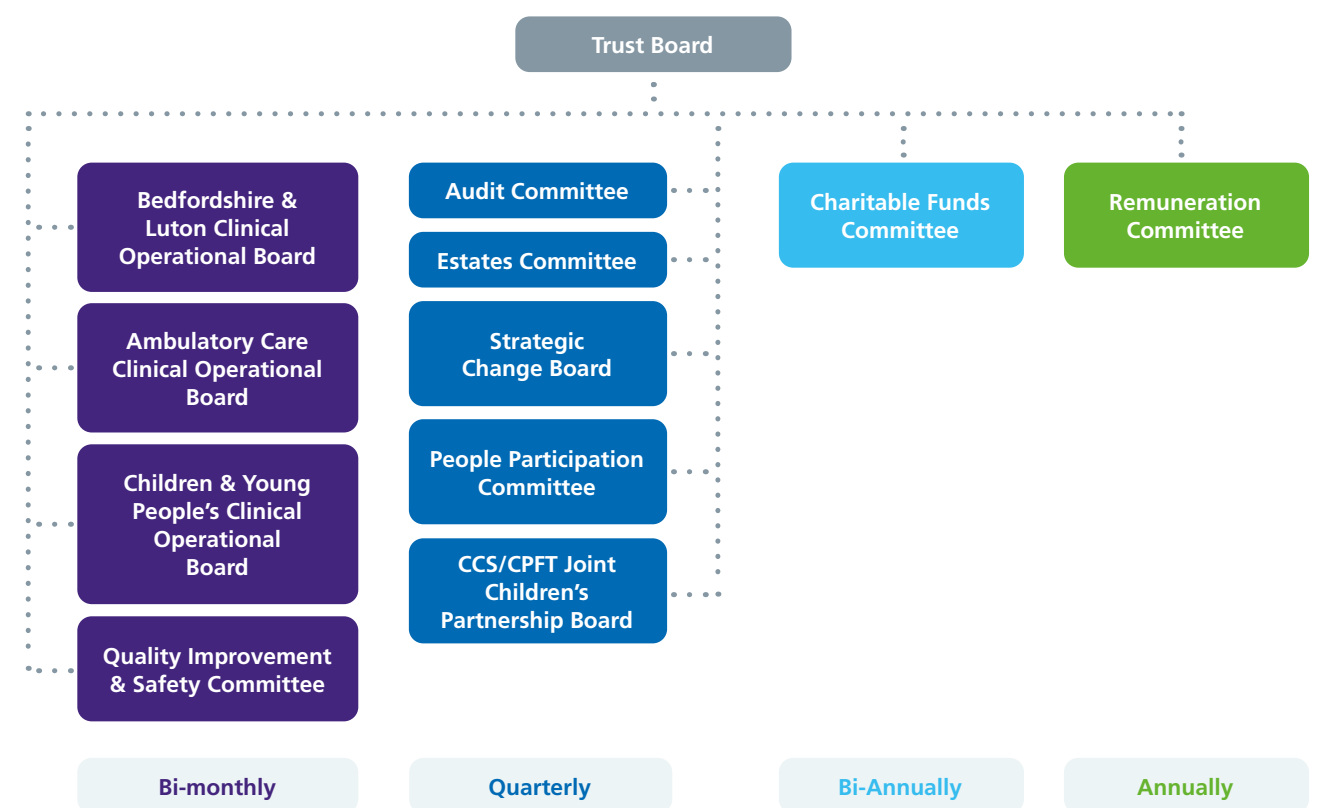 Trust Board
Bedfordshire &
Luton Clinical
Operational Board
Ambulatory Care
Clinical Operational
Board
Children & Young
People’s Clinical
Operational
Board
Quality Improvement
& Safety Committee
Bi-monthly
Audit Committee
Estates Committee
Strategic
Change Board
People Participation
Committee
CCS/CPFT Joint
Children’s
Partnership Board
Quarterly
Charitable Funds
Committee
Bi-Annually
Remuneration
Committee
Annually